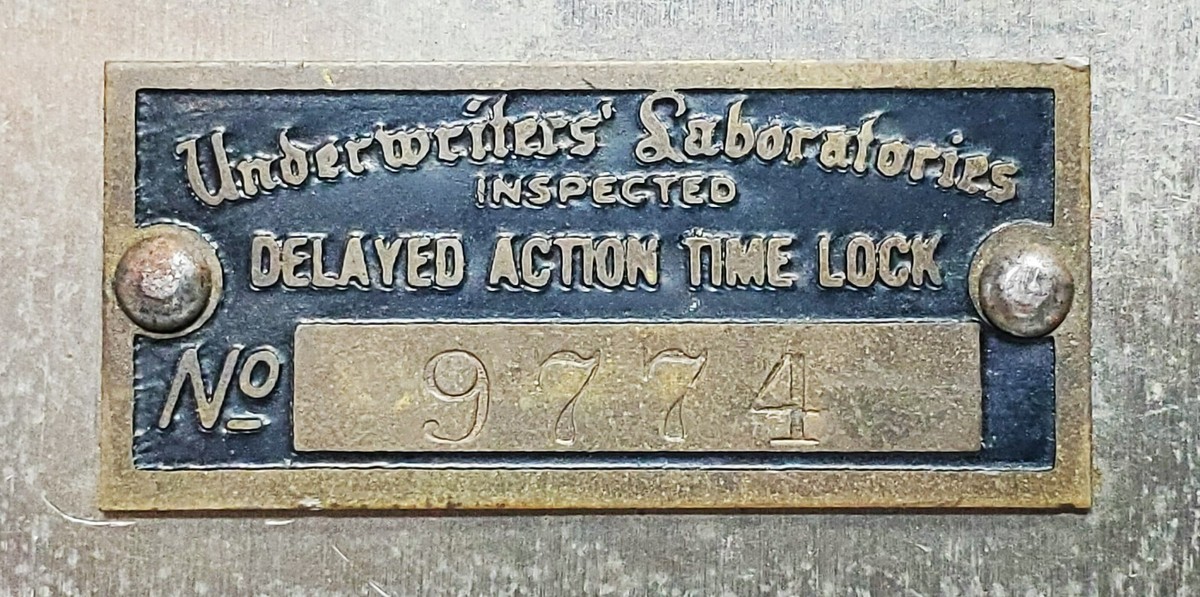 Underwriters' Laboratories
INSPECTED
DELAYED ACTION TIME LOCK
No 9774